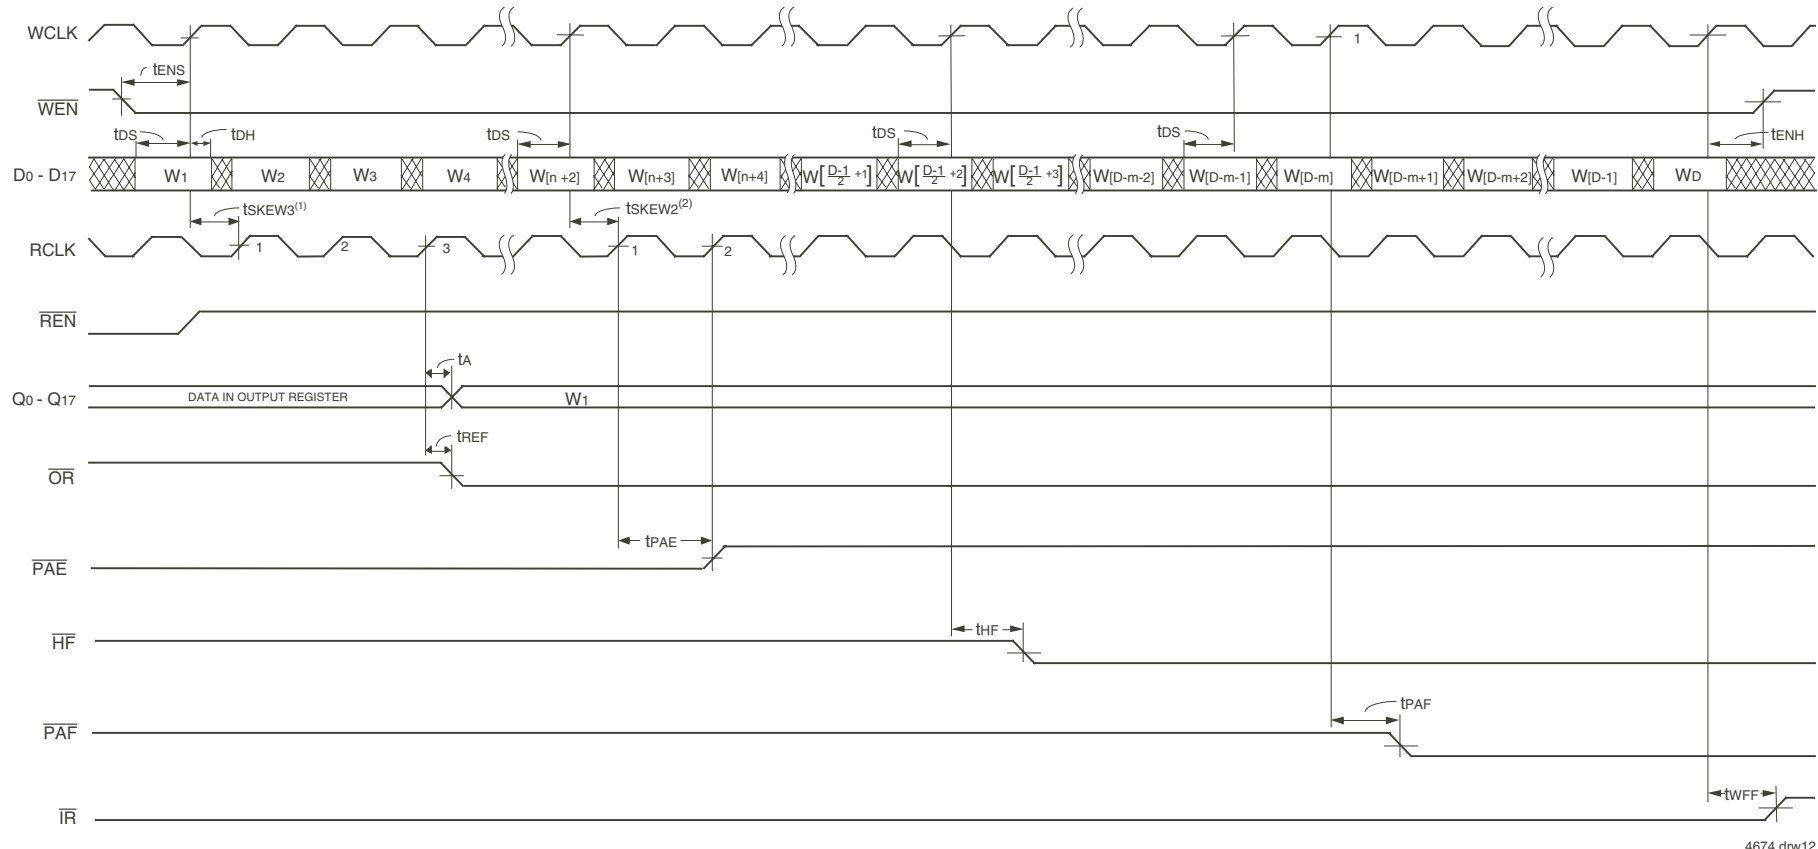 WCLK
1
tENS
WEN
tDS
tDH
tDS
tDS
tDS
tENH
D0 - D17
W1
W2
W3
W4
W[n +2]
W[n+3]
W[n+4]
W[D-1/2 +1]
W[D-1/2 +2]
W[D-1/2 +3]
W[D-m-2]
W[D-m-1]
W[D-m]
W[D-m+1]
W[D-m+2]
W[D-1]
WD
tSKEW3(1)
tSKEW2(2)
RCLK
1
2
3
1
2
REN
tA
Q0 - Q17
DATA IN OUTPUT REGISTER
W1
tREF
OR
tPAE
PAE
tHF
HF
tPAF
PAF
tWFF
IR
4674 drw12